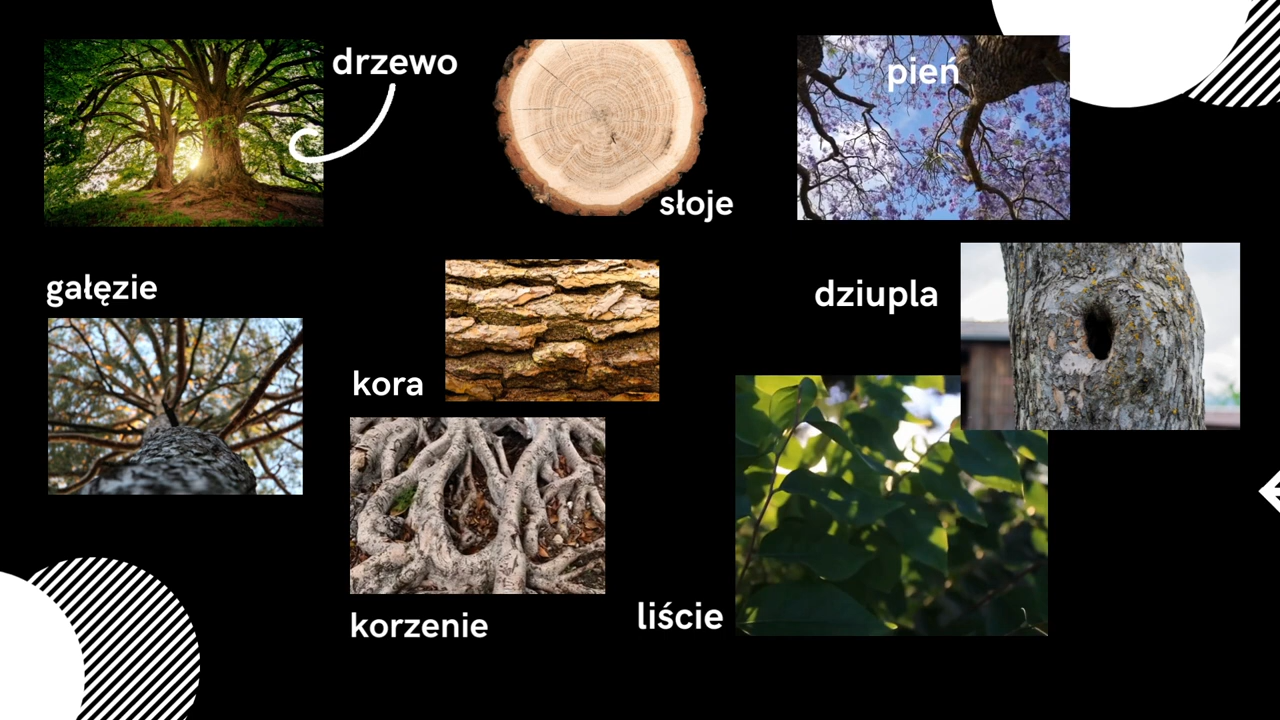 drzewo
słoje
pień
gałęzie
kora
dziupla
korzenie
liście